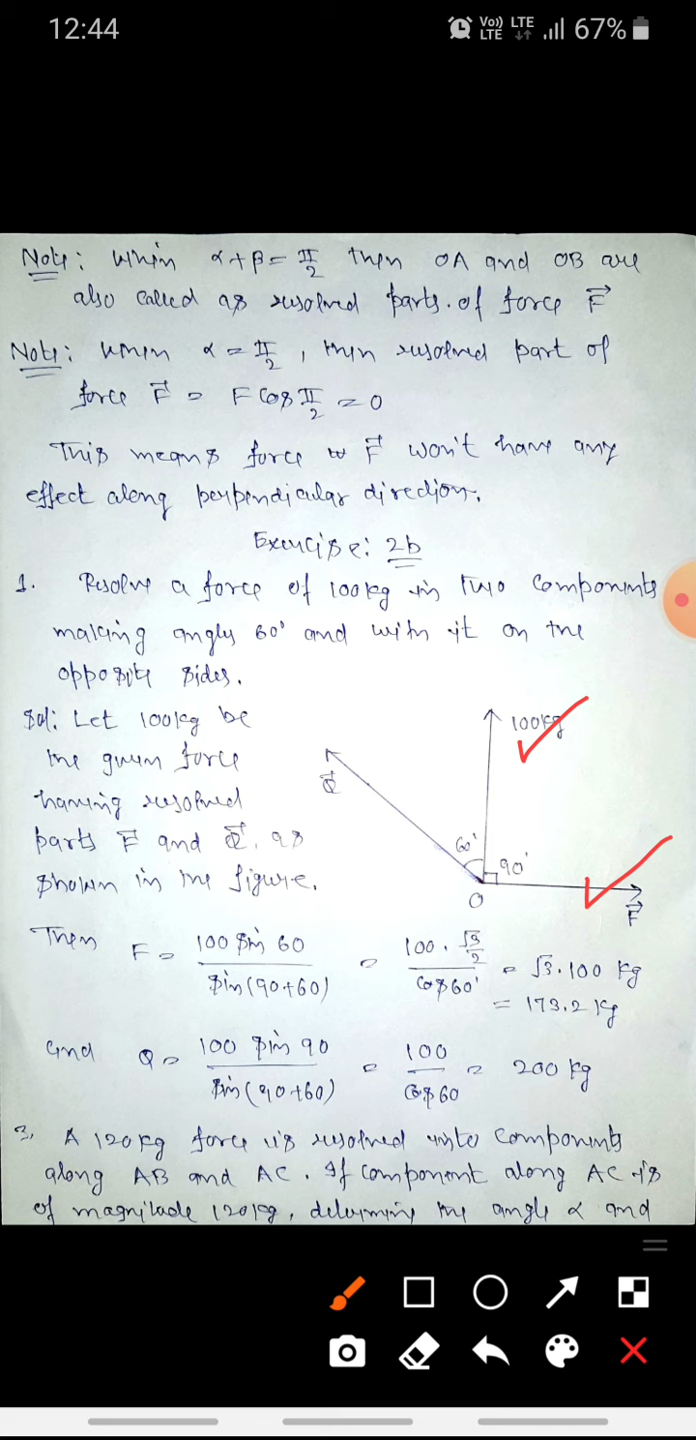 12:44
Vo)) LTE
LTE
67%
Note: When α+β=π/2 then OA and OB are
also called as resolved parts of force F⃗
Note: When α=π/2, then resolved part of
force F⃗ = F Cos π/2 = 0
This means force F⃗ won't have any
effect along perpendicular direction.
Exercise: 2b
1. Resolve a force of 100kg in two components
making angles 60° and with it on the
opposite sides.
Sol: Let 100kg be
the given force
having resolved
parts F⃗ and Q⃗ as
shown in the figure.
100kg
Q⃗
60°
90°
O
F⃗
Then F = 100 Sin 60 / Sin(90+60) = 100 . √3/2 / Cos60° = √3.100 kg
= 173.2 kg
and Q = 100 Sin 90 / Sin(90+60) = 100 / Cos60 = 200 kg
A 120kg force is resolved into components
along AB and AC. If component along AC is
of magnitude 120kg, determine the angle α and